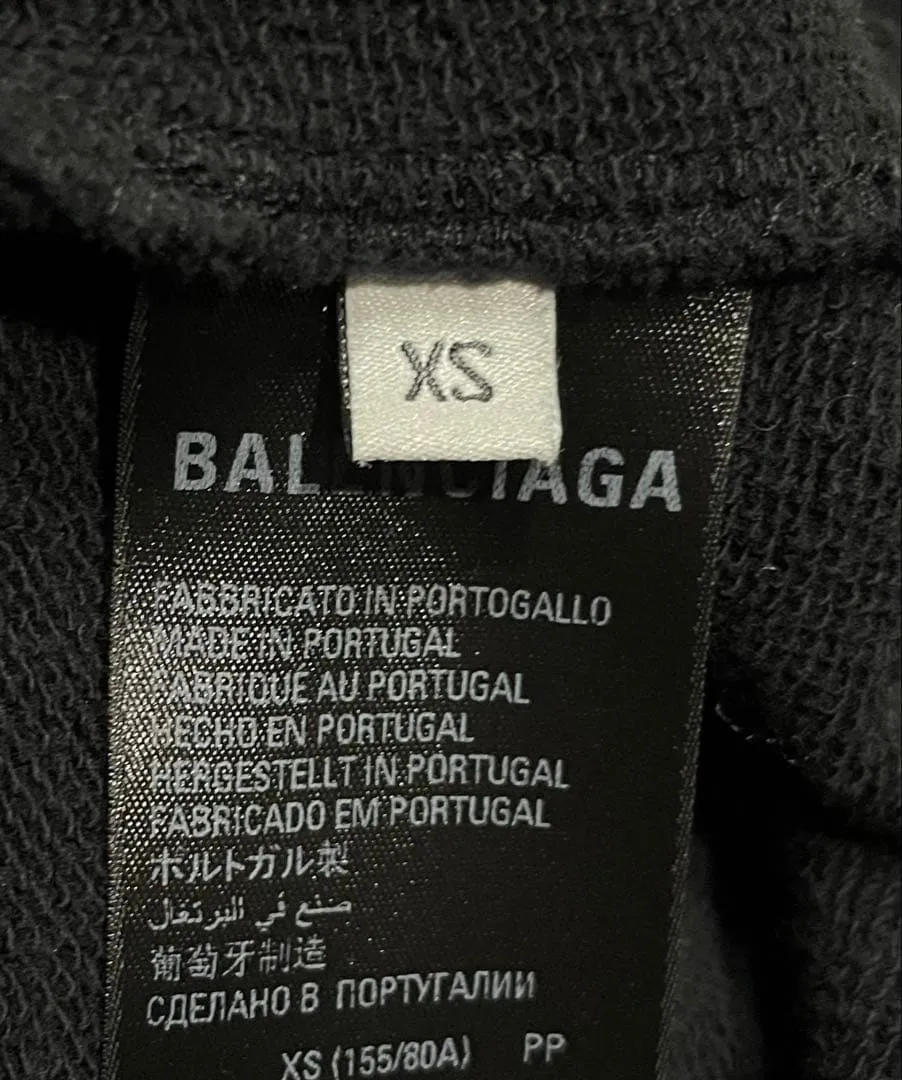 XS
BALENCIAGA
FABBRICATO IN PORTOGALLO
MADE IN PORTUGAL
FABRIQUÉ AU PORTUGAL
HECHO EN PORTUGAL
HERGESTELLT IN PORTUGAL
FABRICADO EM PORTUGAL
ポルトガル製
صنع في البرتغال
葡萄牙制造
СДЕЛАНО В ПОРТУГАЛИИ
XS (155/80A) PP